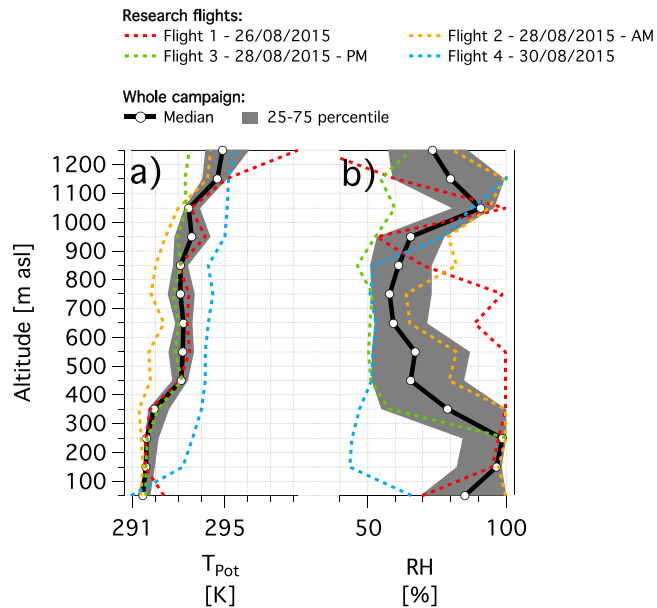 Research flights:
Flight 1 - 26/08/2015
Flight 2 - 28/08/2015 - AM
Flight 3 - 28/08/2015 - PM
Flight 4 - 30/08/2015
Whole campaign:
Median
25-75 percentile
a)
b)
Altitude [m asl]
1200
1100
1000
900
800
700
600
500
400
300
200
100
291
295
50
100
TPot
[K]
RH
[%]